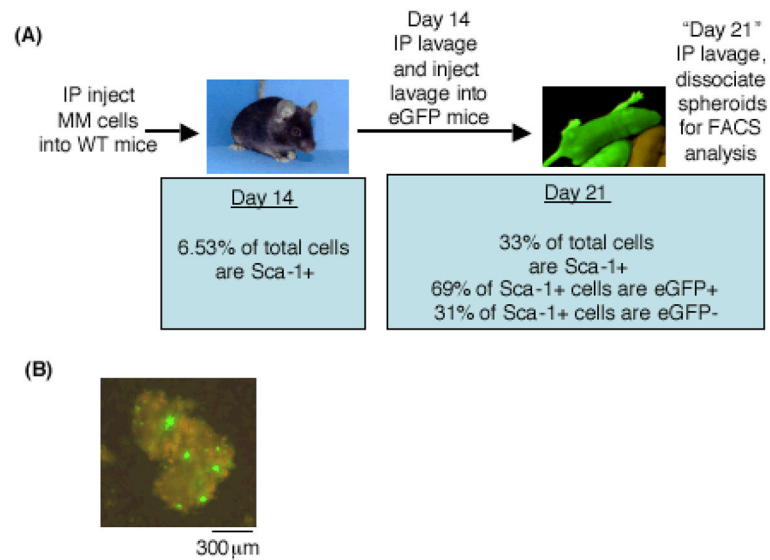 (A)
IP inject
MM cells
into WT mice
Day 14
IP lavage
and inject
lavage into
eGFP mice
“Day 21”
IP lavage,
dissociate
spheroids
for FACS
analysis
Day 14
6.53% of total cells
are Sca-1+
Day 21
33% of total cells
are Sca-1+
69% of Sca-1+ cells are eGFP+
31% of Sca-1+ cells are eGFP-
(B)
300μm